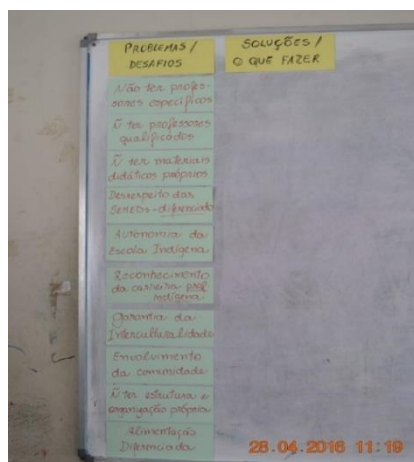 PROBLEMAS /
DESAFIOS
SOLUÇÕES /
O QUE FAZER
Não ter profes-
sores específicos
Ñ ter professores
qualificados
Ñ ter materiais
didáticos próprios
Desrespeito das
SEMEDs - diferenciado
Autonomia da
Escola Indígena
Reconhecimento
da carreira prof.
indígena
Garantia da
Interculturalidade
Envolvimento
da comunidade
Ñ ter estrutura e
organização própria
Alimentação
Diferenciada
28.04.2016 11:19